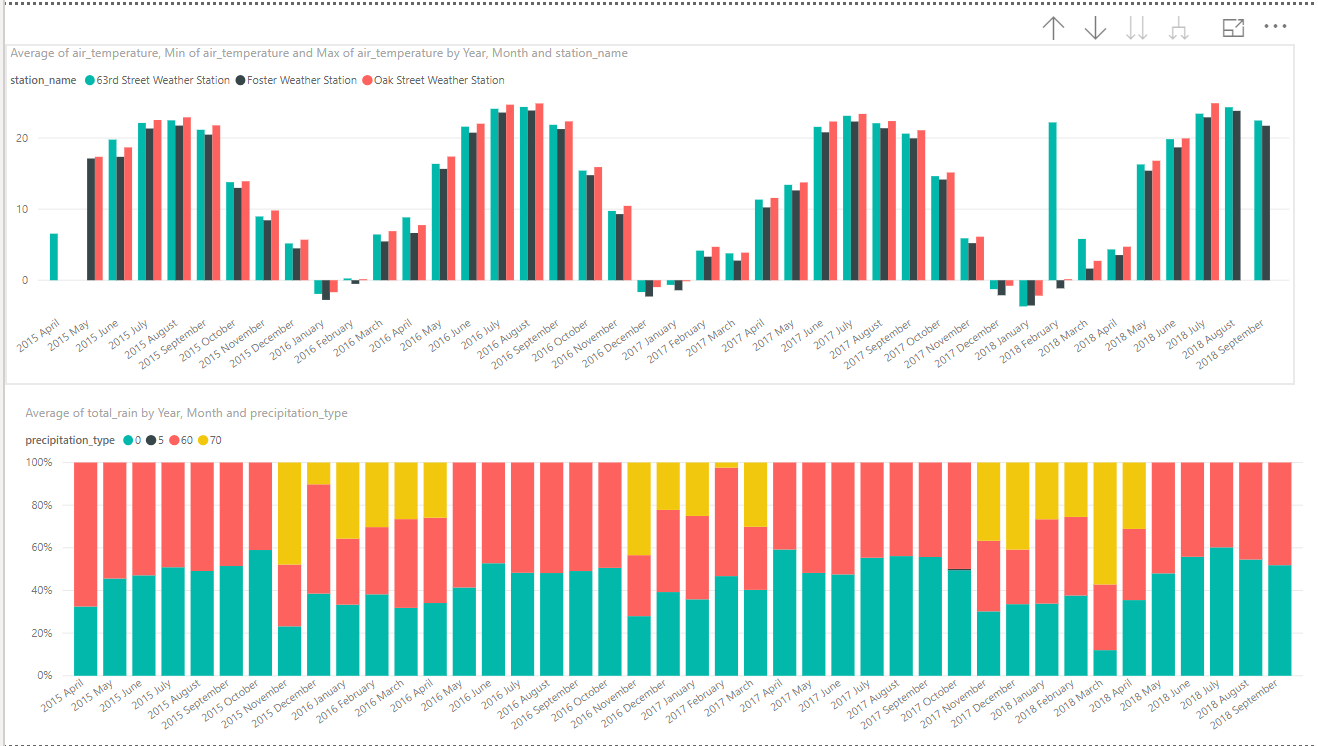 Average of air_temperature, Min of air_temperature and Max of air_temperature by Year, Month and station_name
station_name 63rd Street Weather Station Foster Weather Station Oak Street Weather Station
20
10
0
2015 April 2015 May 2015 June 2015 July 2015 August 2015 September 2015 October 2015 November 2015 December 2016 January 2016 February 2016 March 2016 April 2016 May 2016 June 2016 July 2016 August 2016 September 2016 October 2016 November 2016 December 2017 January 2017 February 2017 March 2017 April 2017 May 2017 June 2017 July 2017 August 2017 September 2017 October 2017 November 2017 December 2018 January 2018 February 2018 March 2018 April 2018 May 2018 June 2018 July 2018 August 2018 September
Average of total_rain by Year, Month and precipitation_type
precipitation_type 0 5 60 70
100%
80%
60%
40%
20%
0%
2015 April 2015 May 2015 June 2015 July 2015 August 2015 September 2015 October 2015 November 2015 December 2016 January 2016 February 2016 March 2016 April 2016 May 2016 June 2016 July 2016 August 2016 September 2016 October 2016 November 2016 December 2017 January 2017 February 2017 March 2017 April 2017 May 2017 June 2017 July 2017 August 2017 September 2017 October 2017 November 2017 December 2018 January 2018 February 2018 March 2018 April 2018 May 2018 June 2018 July 2018 August 2018 September